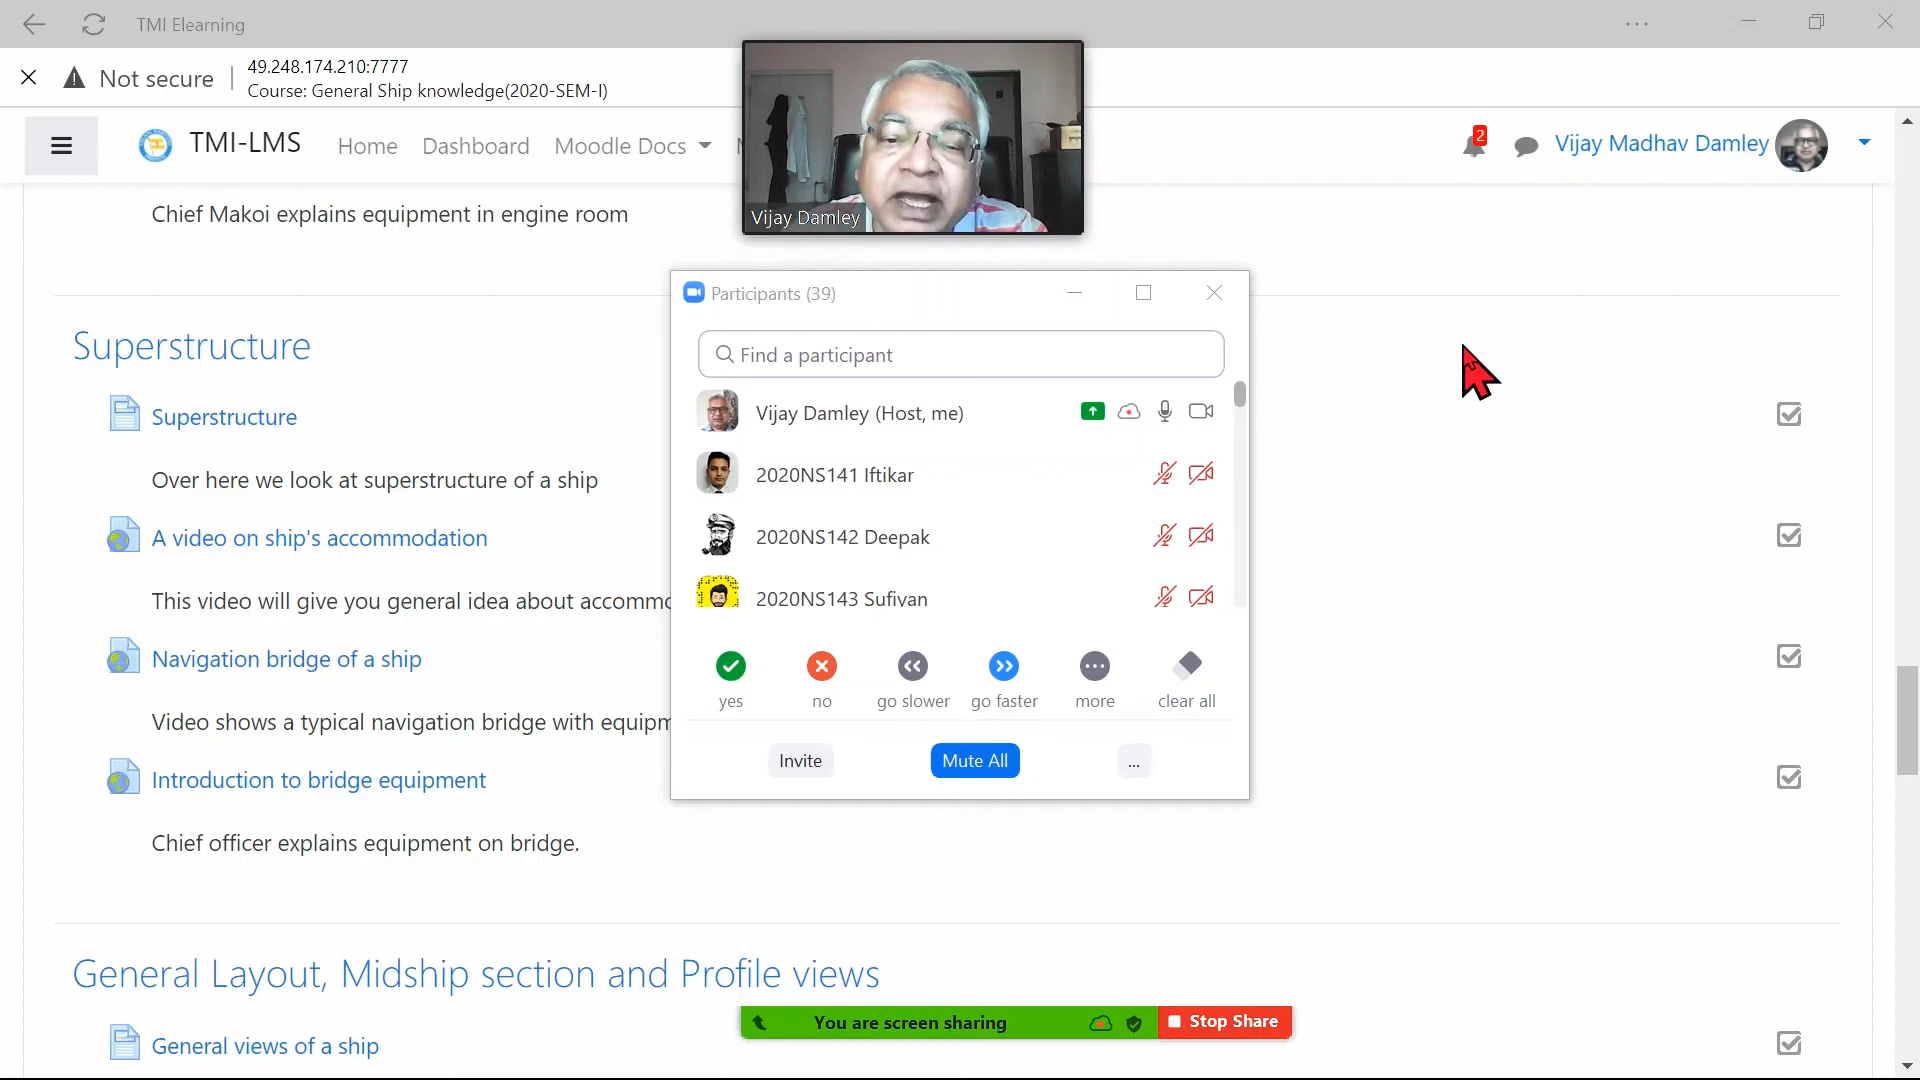 TMI Elearning
Not secure
49.248.174.210:7777
Course: General Ship knowledge(2020-SEM-I)
TMI-LMS
Home
Dashboard
Moodle Docs
2
Vijay Madhav Damley
Vijay Damley
Chief Makoi explains equipment in engine room
Participants (39)
Find a participant
Vijay Damley (Host, me)
2020NS141 Iftikar
2020NS142 Deepak
2020NS143 Sufiyan
yes
no
go slower
go faster
more
clear all
Invite
Mute All
...
Superstructure
Superstructure
Over here we look at superstructure of a ship
A video on ship's accommodation
This video will give you general idea about
Navigation bridge of a ship
Video shows a typical navigation bridge with
Introduction to bridge equipment
Chief officer explains equipment on bridge.
General Layout, Midship section and Profile views
General views of a ship
You are screen sharing
Stop Share